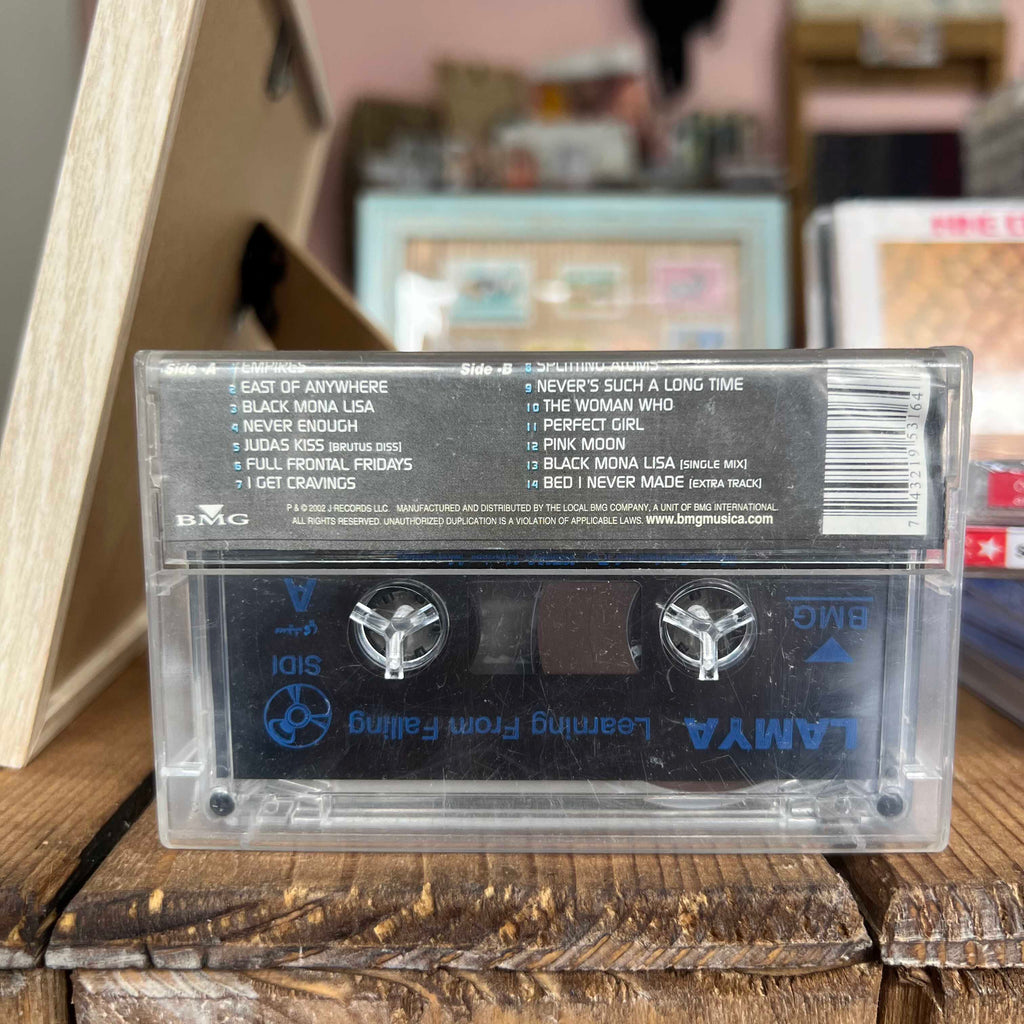 Side -A 1 EMPIRES
2 EAST OF ANYWHERE
3 BLACK MONA LISA
4 NEVER ENOUGH
5 JUDAS KISS [BRUTUS DISS]
6 FULL FRONTAL FRIDAYS
7 I GET CRAVINGS
Side -B 8 SPLITTING ATOMS
9 NEVER'S SUCH A LONG TIME
10 THE WOMAN WHO
11 PERFECT GIRL
12 PINK MOON
13 BLACK MONA LISA [SINGLE MIX]
14 BED I NEVER MADE [EXTRA TRACK]
BMG
P & © 2002 J RECORDS LLC. MANUFACTURED AND DISTRIBUTED BY THE LOCAL BMG COMPANY, A UNIT OF BMG INTERNATIONAL.
ALL RIGHTS RESERVED. UNAUTHORIZED DUPLICATION IS A VIOLATION OF APPLICABLE LAWS. www.bmgmusica.com
7 43219 53164
A
SIDI
BMG
LAMYA Learning From Falling